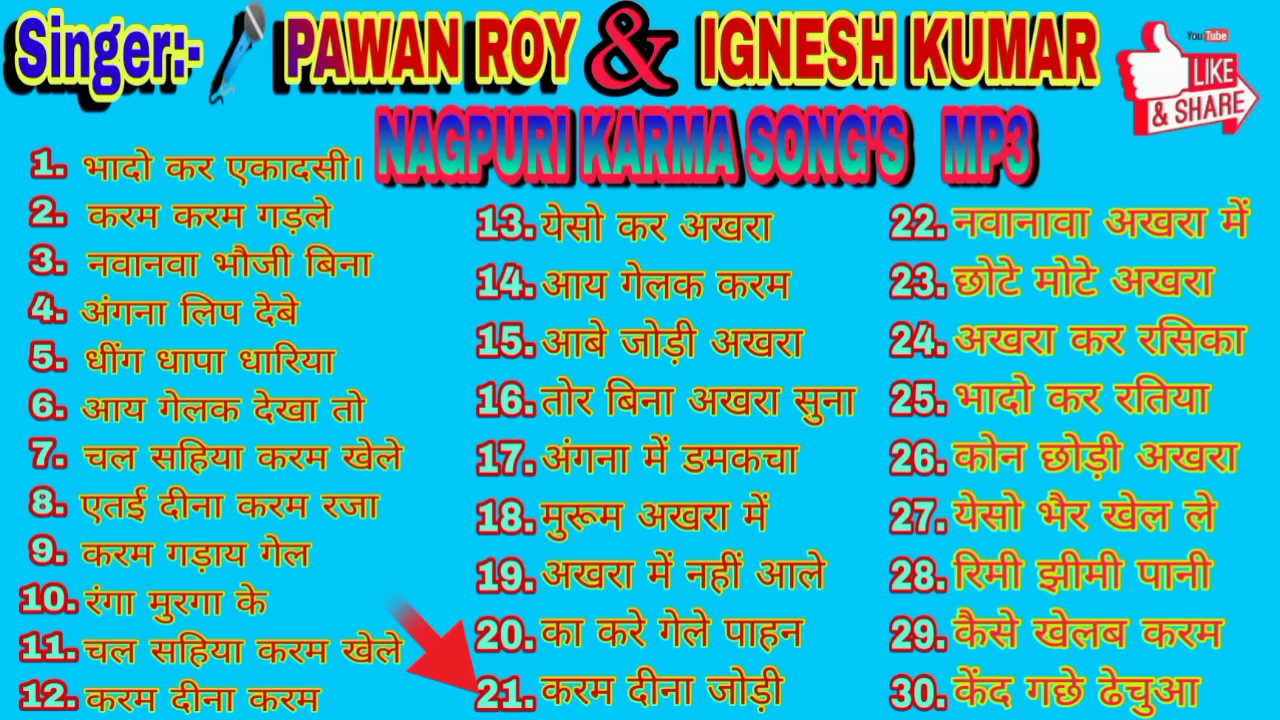 Singer:- PAWAN ROY & IGNESH KUMAR
You Tube
LIKE
& SHARE
NAGPURI KARMA SONG'S MP3
1. भादो कर एकादसी।
2. करम करम गड़ले
3. नवानवा भौजी बिना
4. अंगना लिप देबे
5. धींग धापा धारिया
6. आय गेलक देखा तो
7. चल सहिया करम खेले
8. एतई दीना करम रजा
9. करम गड़ाय गेल
10. रंगा मुरगा के
11. चल सहिया करम खेले
12. करम दीना करम
13. येसो कर अखरा
14. आय गेलक करम
15. आबे जोड़ी अखरा
16. तोर बिना अखरा सुना
17. अंगना में डमकचा
18. मुरूम अखरा में
19. अखरा में नहीं आले
20. का करे गेले पाहन
21. करम दीना जोड़ी
22. नवानावा अखरा में
23. छोटे मोटे अखरा
24. अखरा कर रसिका
25. भादो कर रतिया
26. कोन छोड़ी अखरा
27. येसो भैर खेल ले
28. रिमी झीमी पानी
29. कैसे खेलब करम
30. केंद गछे ढेचुआ